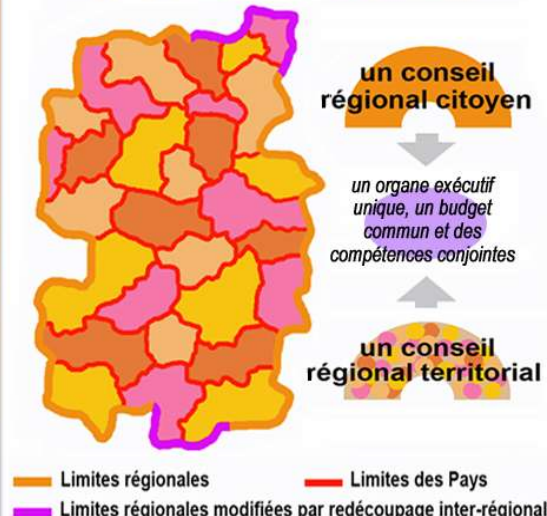 un conseil
régional citoyen
un organe exécutif
unique, un budget
commun et des
compétences conjointes
un conseil
régional territorial
Limites régionales
Limites des Pays
Limites régionales modifiées par redécoupage inter-régional